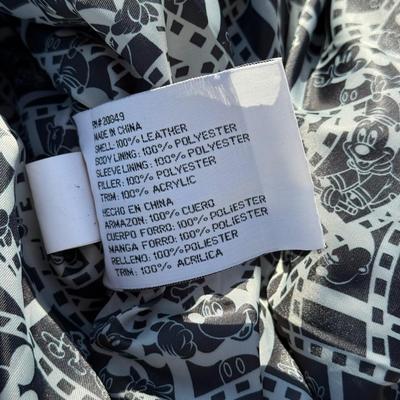 RN# 20049
MADE IN CHINA
SHELL: 100% LEATHER
BODY LINING: 100% POLYESTER
SLEEVE LINING: 100% POLYESTER
FILLER: 100% POLYESTER
TRIM: 100% ACRYLIC
HECHO EN CHINA
ARMAZON: 100% CUERO
CUERPO FORRO: 100% POLIESTER
MANGA FORRO: 100% POLIESTER
RELLENO: 100%POLIESTER
TRIM: 100% ACRILICA